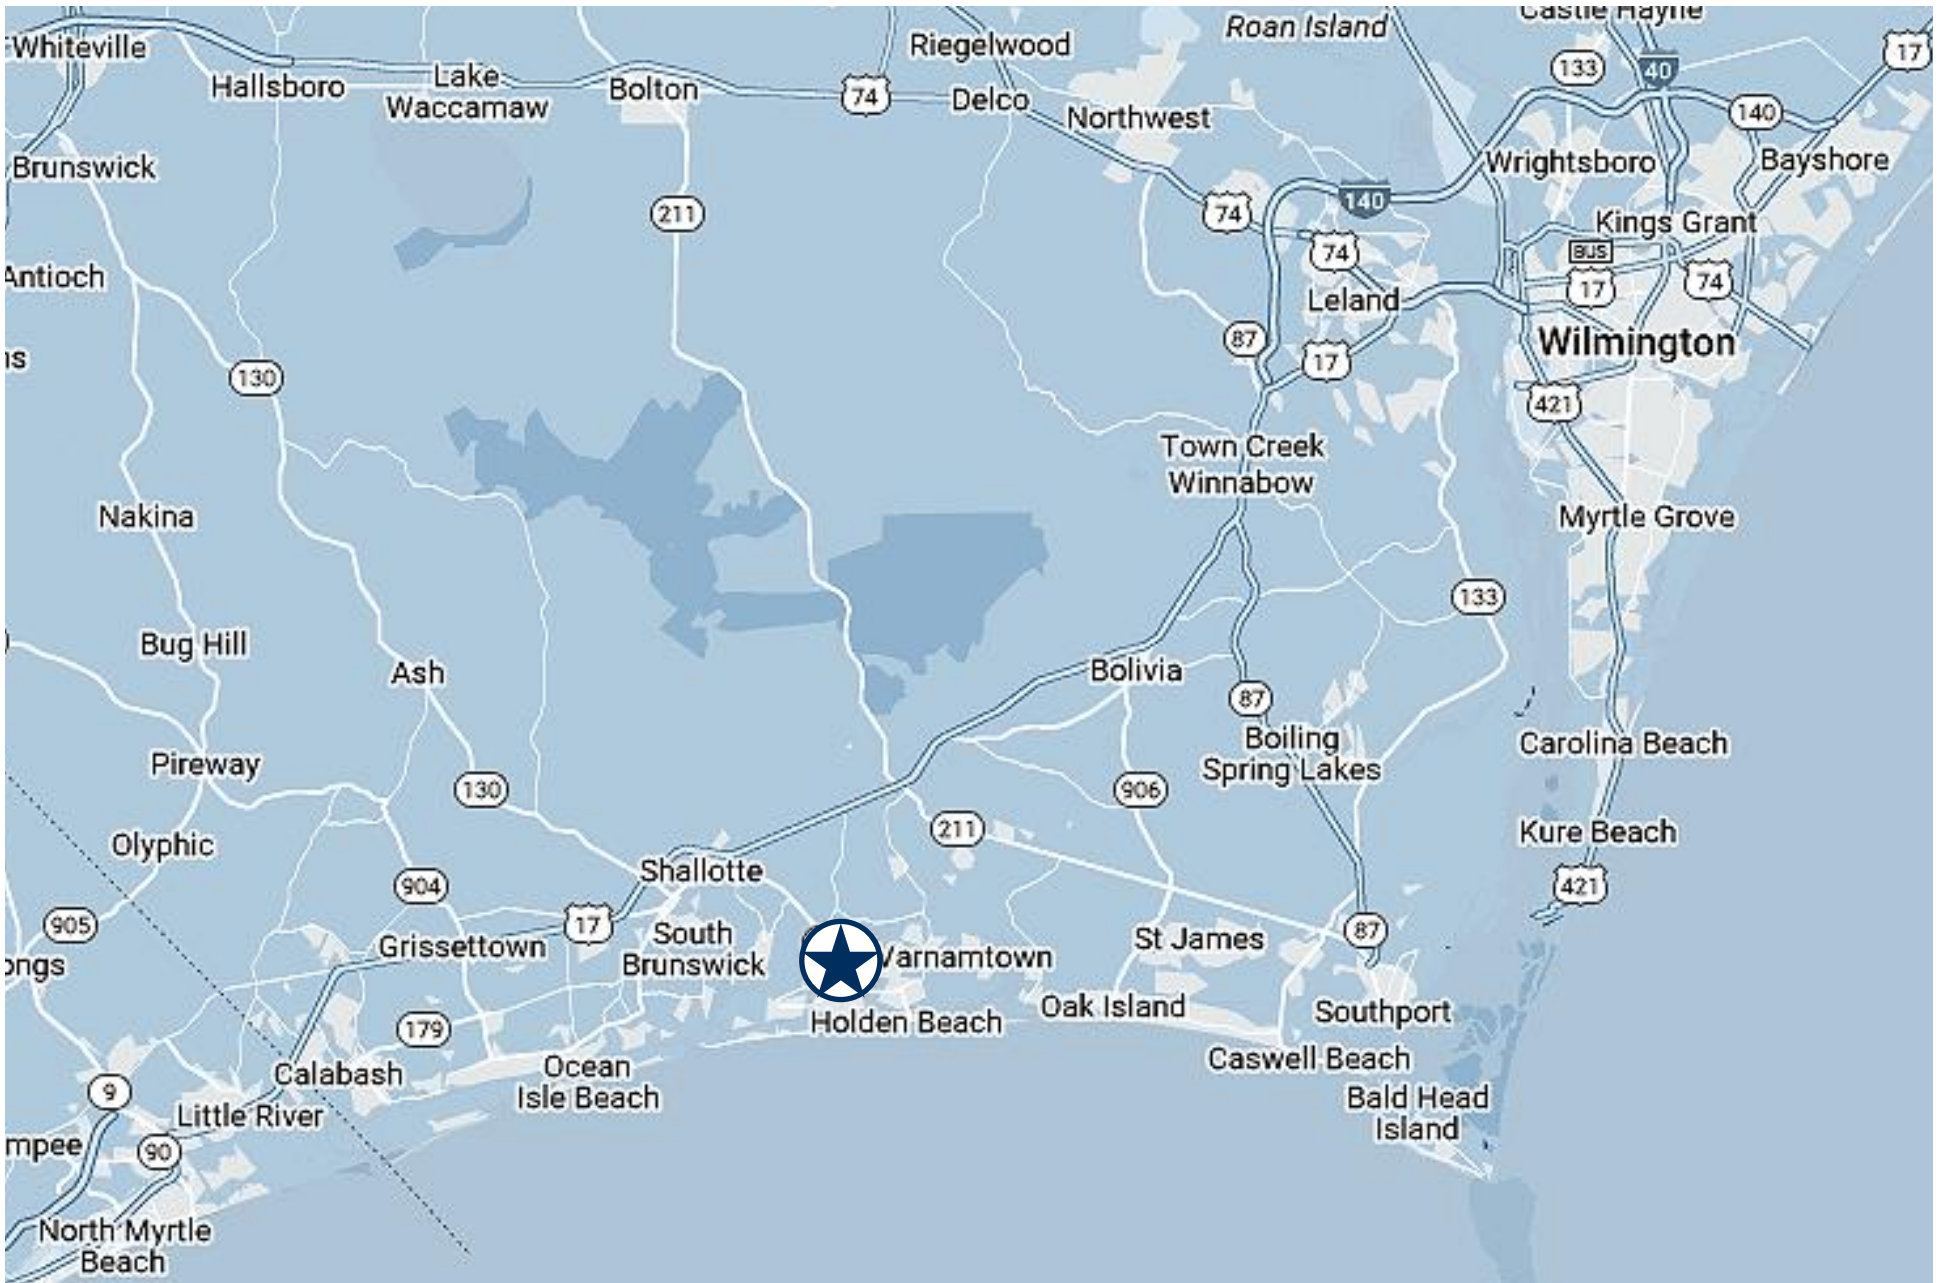 Castle Hayne
Roan Island
Whiteville
Riegelwood
17
133
40
Hallsboro
Lake
Waccamaw
Bolton
74
Delco
Northwest
140
Brunswick
Wrightsboro
Bayshore
211
74
140
Kings Grant
Antioch
74
BUS
17
74
Leland
87
17
Wilmington
130
421
Town Creek
Winnabow
Nakina
Myrtle Grove
133
Bug Hill
Ash
Bolivia
87
Pireway
130
906
Boiling
Spring Lakes
Carolina Beach
Olyphic
211
Kure Beach
Shallotte
904
421
905
17
87
Grissettown
South
Brunswick
Varnamtown
St James
ongs
179
Holden Beach
Oak Island
Southport
Calabash
Ocean
Isle Beach
Caswell Beach
9
Little River
Bald Head
Island
mpee
90
North Myrtle
Beach